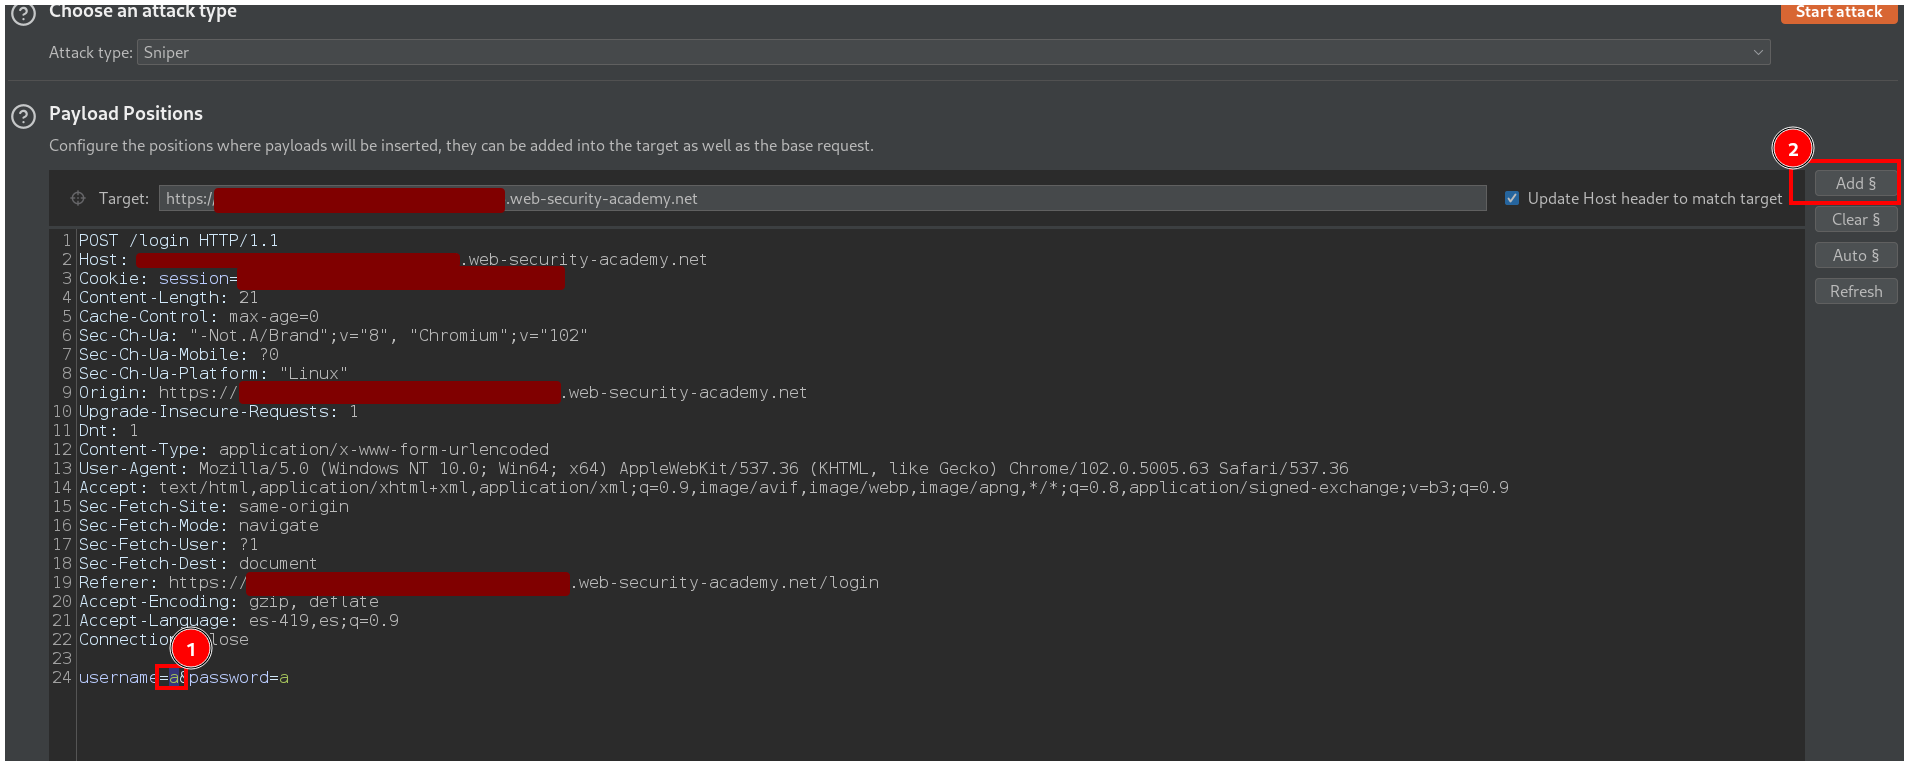 Choose an attack type
Start attack
Attack type: Sniper
Payload Positions
Configure the positions where payloads will be inserted, they can be added into the target as well as the base request.
2
Target: https:// .web-security-academy.net
Update Host header to match target
Add §
Clear §
Auto §
Refresh
1 POST /login HTTP/1.1
2 Host: .web-security-academy.net
3 Cookie: session=
4 Content-Length: 21
5 Cache-Control: max-age=0
6 Sec-Ch-Ua: "-Not.A/Brand";v="8", "Chromium";v="102"
7 Sec-Ch-Ua-Mobile: ?0
8 Sec-Ch-Ua-Platform: "Linux"
9 Origin: https:// .web-security-academy.net
10 Upgrade-Insecure-Requests: 1
11 Dnt: 1
12 Content-Type: application/x-www-form-urlencoded
13 User-Agent: Mozilla/5.0 (Windows NT 10.0; Win64; x64) AppleWebKit/537.36 (KHTML, like Gecko) Chrome/102.0.5005.63 Safari/537.36
14 Accept: text/html,application/xhtml+xml,application/xml;q=0.9,image/avif,image/webp,image/apng,*/*;q=0.8,application/signed-exchange;v=b3;q=0.9
15 Sec-Fetch-Site: same-origin
16 Sec-Fetch-Mode: navigate
17 Sec-Fetch-User: ?1
18 Sec-Fetch-Dest: document
19 Referer: https:// .web-security-academy.net/login
20 Accept-Encoding: gzip, deflate
21 Accept-Language: es-419,es;q=0.9
22 Connection: close
1
23
24 username=a&password=a